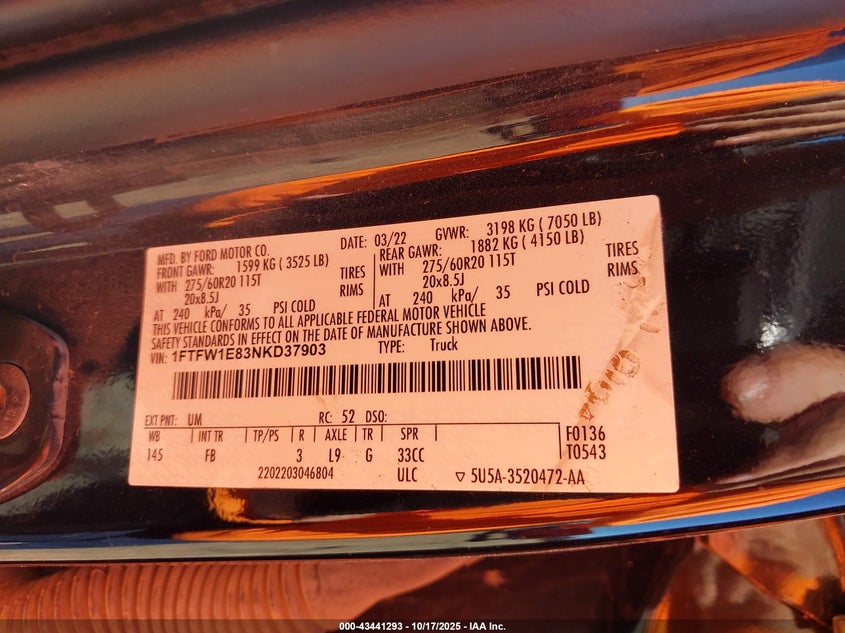 MFD. BY FORD MOTOR CO. DATE: 03/22 GVWR: 3198 KG ( 7050 LB)
FRONT GAWR: 1599 KG ( 3525 LB) REAR GAWR: 1882 KG ( 4150 LB)
WITH 275/60R20 115T TIRES WITH 275/60R20 115T TIRES
20x8.5J RIMS 20x8.5J RIMS
AT 240 kPa/ 35 PSI COLD AT 240 kPa/ 35 PSI COLD
THIS VEHICLE CONFORMS TO ALL APPLICABLE FEDERAL MOTOR VEHICLE
SAFETY STANDARDS IN EFFECT ON THE DATE OF MANUFACTURE SHOWN ABOVE.
VIN: 1FTFW1E83NKD37903 TYPE: Truck
EXT PNT: UM RC: 52 DSO:
WB INT TR TP/PS R AXLE TR SPR F0136
145 FB 3 L9 G 33CC T0543
2202203046804 ULC ▽ 5U5A-3520472-AA
000-43441293 - 10/17/2025 - IAA Inc.